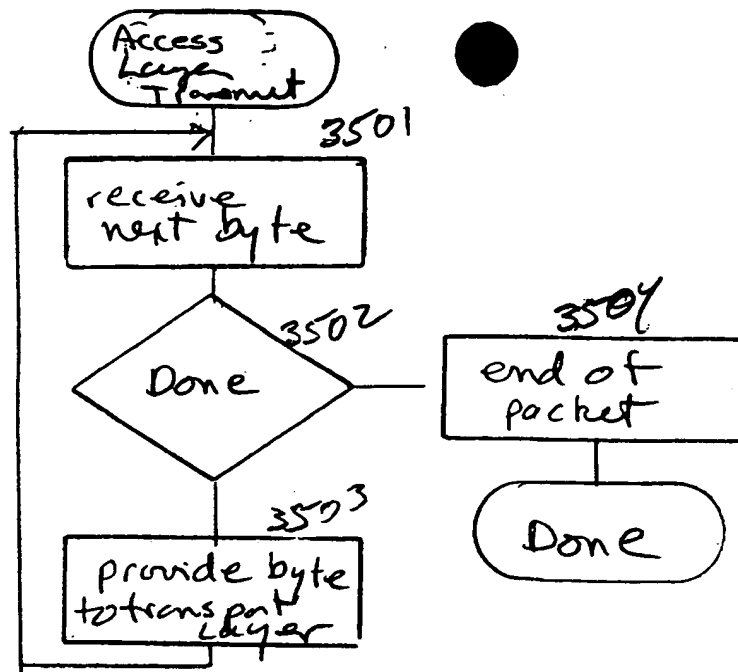 Access
Layer
Transmit
3501
receive
next byte
3502
Done
3504
end of
packet
Done
3503
provide byte
to transport
Layer